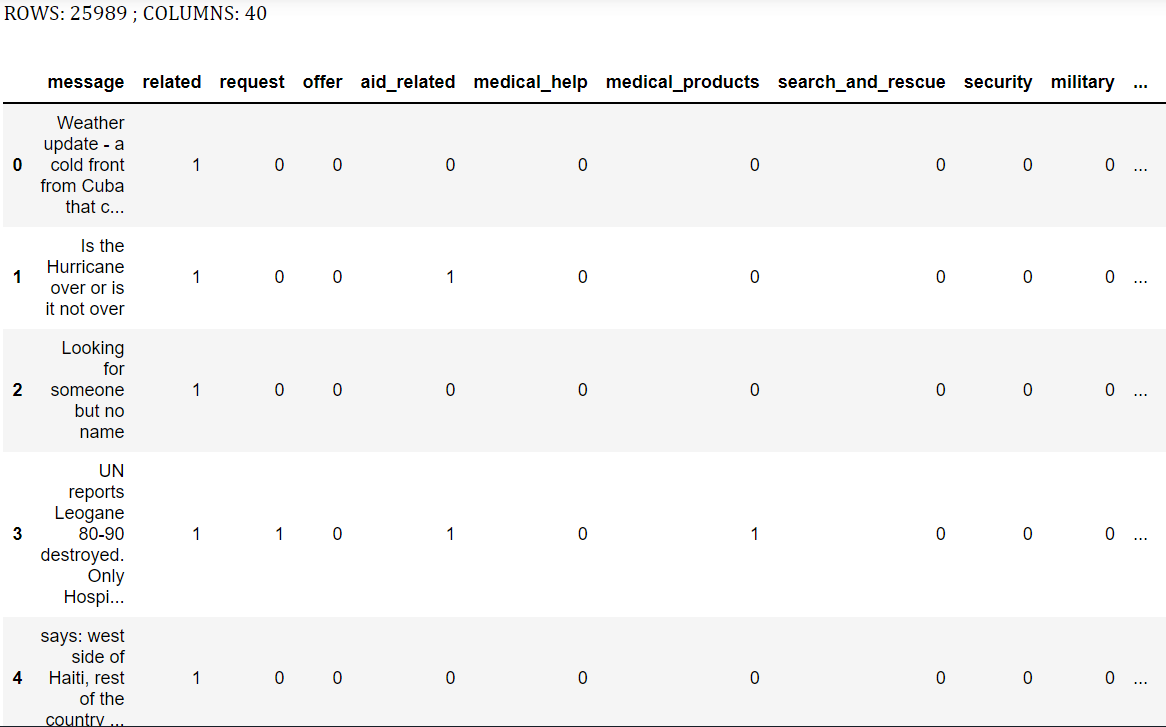 ROWS: 25989 ; COLUMNS: 40
message related request offer aid_related medical_help medical_products search_and_rescue security military ...
Weather
update - a
0 cold front 1 0 0 0 0 0 0 0 0 ...
from Cuba
that c...
Is the
Hurricane
1 over or is 1 0 0 1 0 0 0 0 0 ...
it not over
Looking
for
2 someone 1 0 0 0 0 0 0 0 0 ...
but no
name
UN
reports
Leogane
3 80-90 1 1 0 1 0 1 0 0 0 ...
destroyed.
Only
Hospi...
says: west
side of
4 Haiti, rest 1 0 0 0 0 0 0 0 0 ...
of the
country ...